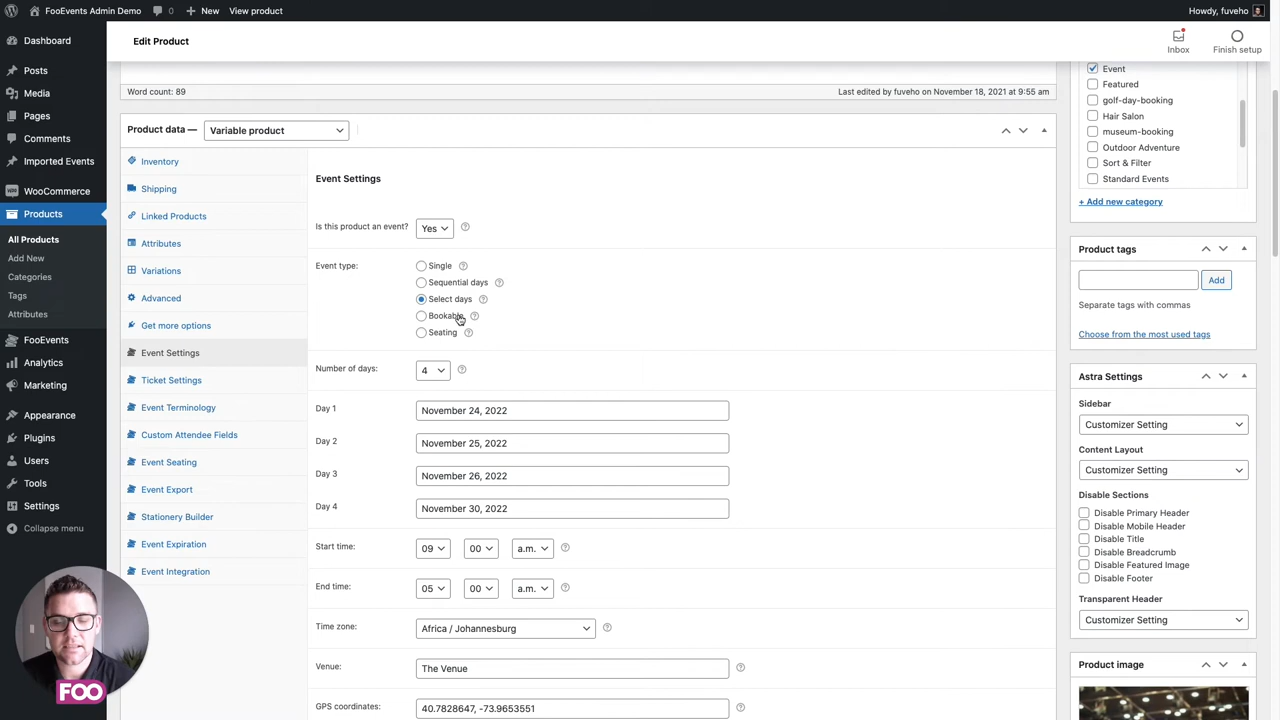 FooEvents Admin Demo
0
New
View product
Howdy, fuveho
Dashboard
Posts
Media
Pages
Comments
Imported Events
WooCommerce
Products
All Products
Add New
Categories
Tags
Attributes
FooEvents
Analytics
Marketing
Appearance
Plugins
Users
Tools
Settings
Collapse menu
FOO
Edit Product
Inbox
Finish setup
Word count: 89
Last edited by fuveho on November 18, 2021 at 9:55 am
Product data —
Variable product
Inventory
Shipping
Linked Products
Attributes
Variations
Advanced
Get more options
Event Settings
Ticket Settings
Event Terminology
Custom Attendee Fields
Event Seating
Event Export
Stationery Builder
Event Expiration
Event Integration
Event Settings
Is this product an event?
Yes
Event type:
Single
Sequential days
Select days
Bookable
Seating
Number of days:
4
Day 1
November 24, 2022
Day 2
November 25, 2022
Day 3
November 26, 2022
Day 4
November 30, 2022
Start time:
09 00 a.m.
End time:
05 00 a.m.
Time zone:
Africa / Johannesburg
Venue:
The Venue
GPS coordinates:
40.7828647, -73.9653551
Event
Featured
golf-day-booking
Hair Salon
museum-booking
Outdoor Adventure
Sort & Filter
Standard Events
+ Add new category
Product tags
Add
Separate tags with commas
Choose from the most used tags
Astra Settings
Sidebar
Customizer Setting
Content Layout
Customizer Setting
Disable Sections
Disable Primary Header
Disable Mobile Header
Disable Title
Disable Breadcrumb
Disable Featured Image
Disable Footer
Transparent Header
Customizer Setting
Product image